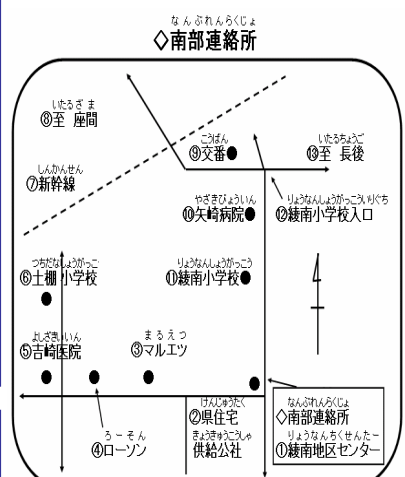 なんぶれんらくじょ
◇南部連絡所
いたるざま
⑧至 座間
こうばん
⑨交番●
いたるちょうご
⑬至 長後
しんかんせん
⑦新幹線
やざきびょういん
⑩矢崎病院●
りょうなんしょうがっこういりぐち
⑫綾南小学校入口
つちだなしょうがっこ
⑥土棚 小学校
りょうなんしょうがっこう
⑪綾南小学校●
よしざきいいん
⑤吉崎医院
まるえつ
③マルエツ
ろーそん
④ローソン
けんじゅうたく
②県住宅
きょうきゅうこうしゃ
供給公社
なんぶれんらくじょ
◇南部連絡所
りょうなんちくせんたー
①綾南地区センター